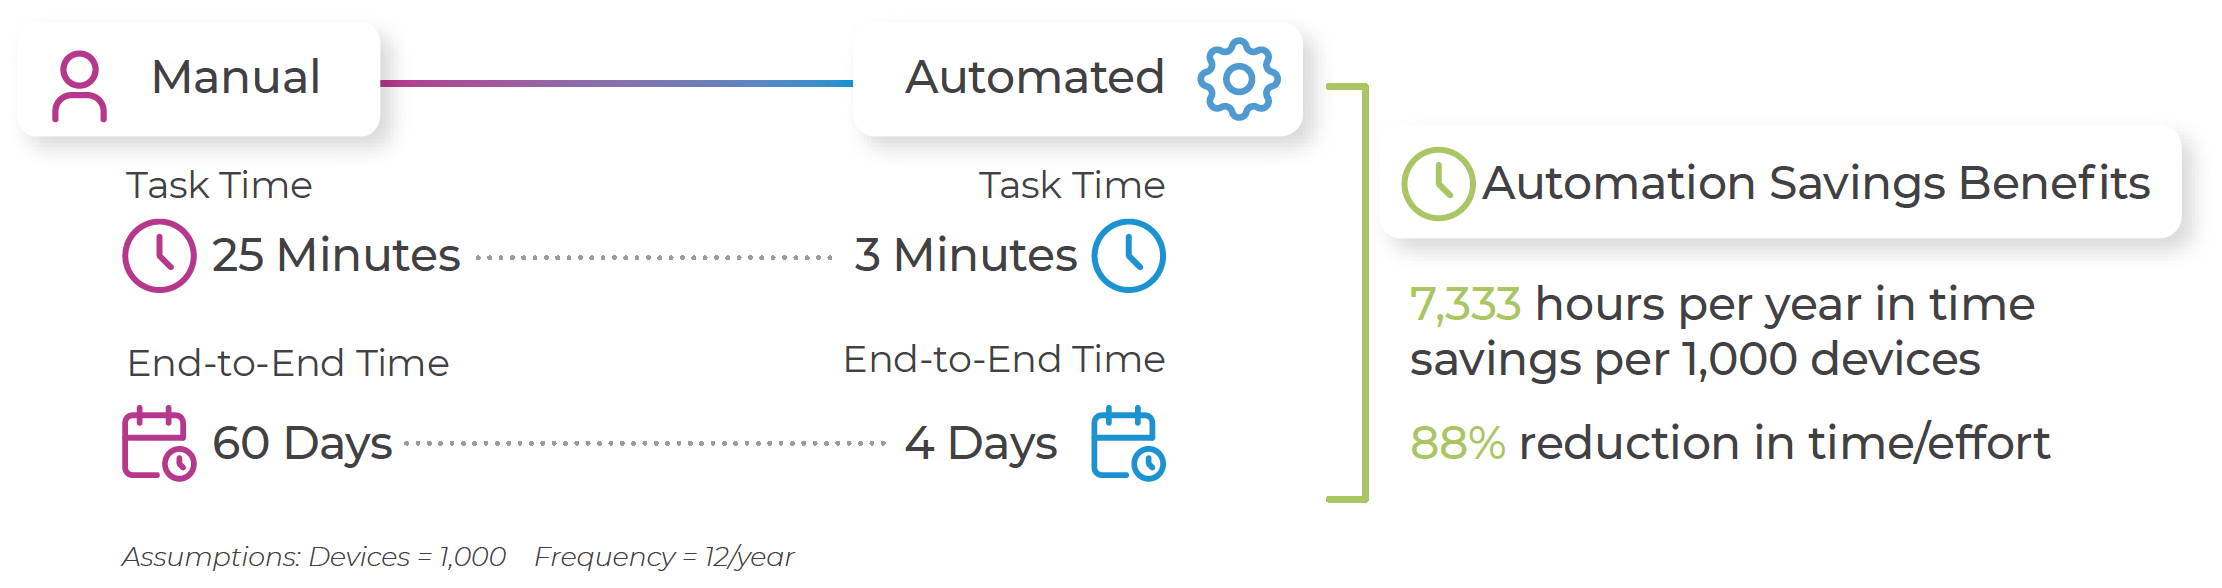 Manual
Automated
Task Time
25 Minutes
End-to-End Time
60 Days
Task Time
3 Minutes
End-to-End Time
4 Days
Automation Savings Benefits
7,333 hours per year in time
savings per 1,000 devices
88% reduction in time/effort
Assumptions: Devices = 1,000 Frequency = 12/year